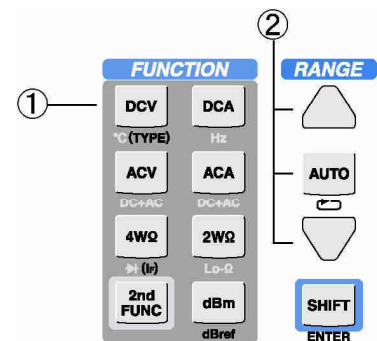 ②
FUNCTION RANGE
①
DCV DCA
°C(TYPE) Hz
ACV ACA AUTO
DC+AC DC+AC
4WΩ 2WΩ
(IF) Lo-Ω
2nd FUNC dBm SHIFT
dBref ENTER